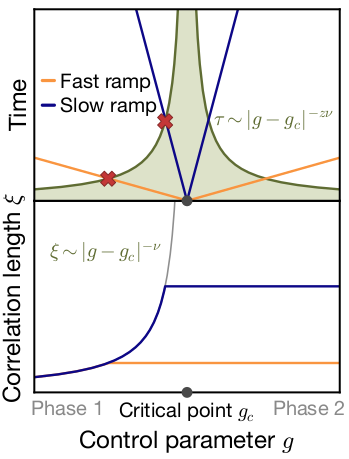 Time
Fast ramp
Slow ramp
τ ~ |g − g_c|^{−zν}
Correlation length ξ
ξ ~ |g − g_c|^{−ν}
Phase 1
Critical point g_c
Phase 2
Control parameter g